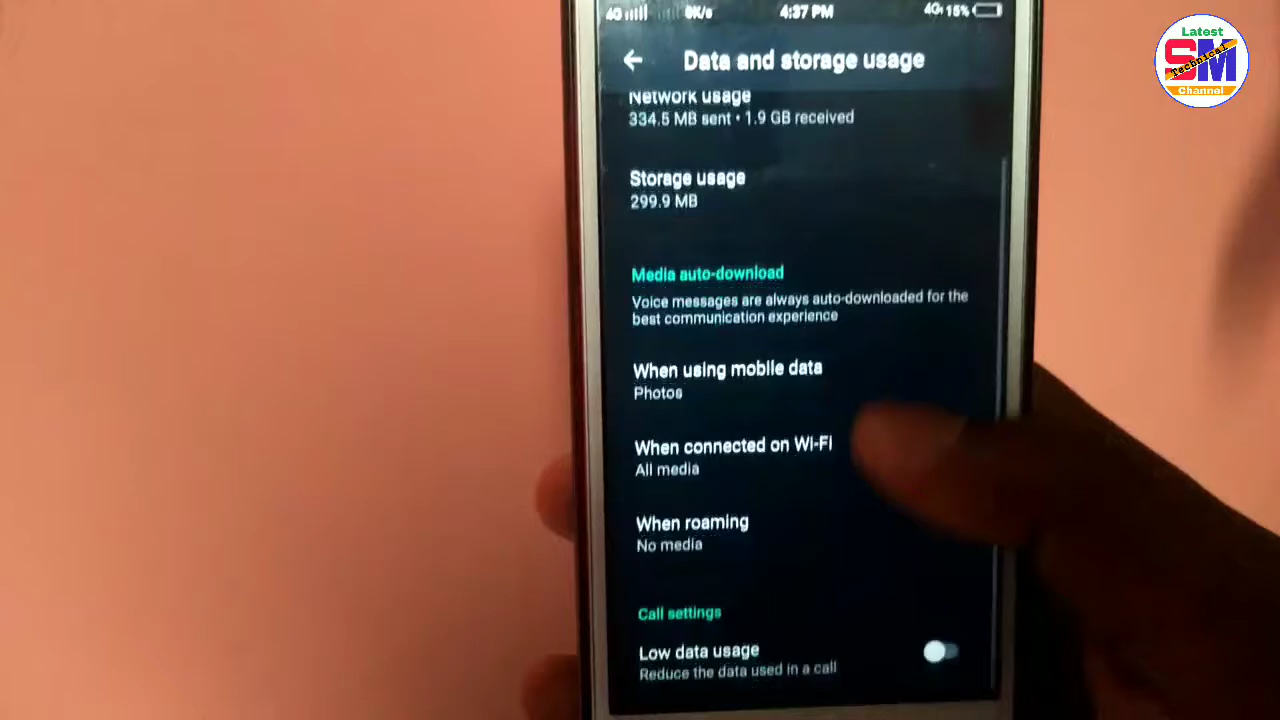 4G 0K/s 4:37 PM 4G 15%
Data and storage usage
Network usage
334.5 MB sent • 1.9 GB received
Storage usage
299.9 MB
Media auto-download
Voice messages are always auto-downloaded for the
best communication experience
When using mobile data
Photos
When connected on Wi-Fi
All media
When roaming
No media
Call settings
Low data usage
Reduce the data used in a call
Latest
SM
Technical
Channel